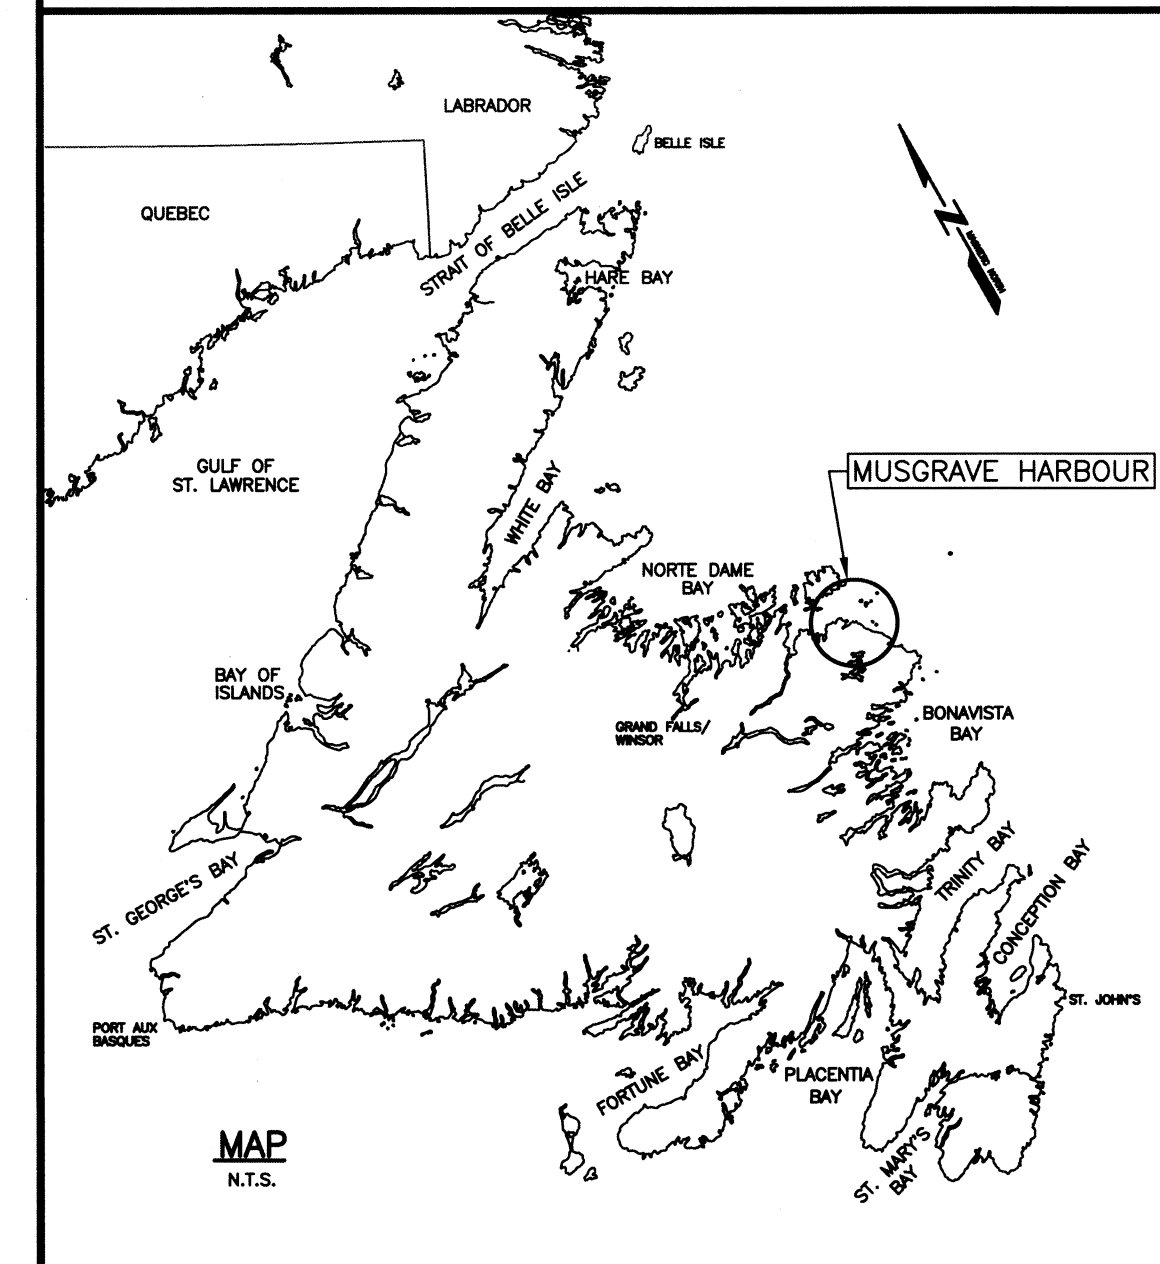 LABRADOR
BELLE ISLE
QUEBEC
STRAIT OF BELLE ISLE
N
HARE BAY
GULF OF
ST. LAWRENCE
WHITE BAY
MUSGRAVE HARBOUR
NORTE DAME
BAY
BAY OF
ISLANDS
GRAND FALLS/
WINSOR
BONAVISTA
BAY
ST. GEORGE'S BAY
TRINITY BAY
CONCEPTION BAY
ST. JOHN'S
PORT AUX
BASQUES
FORTUNE BAY
PLACENTIA
BAY
ST. MARY'S
BAY
MAP
N.T.S.